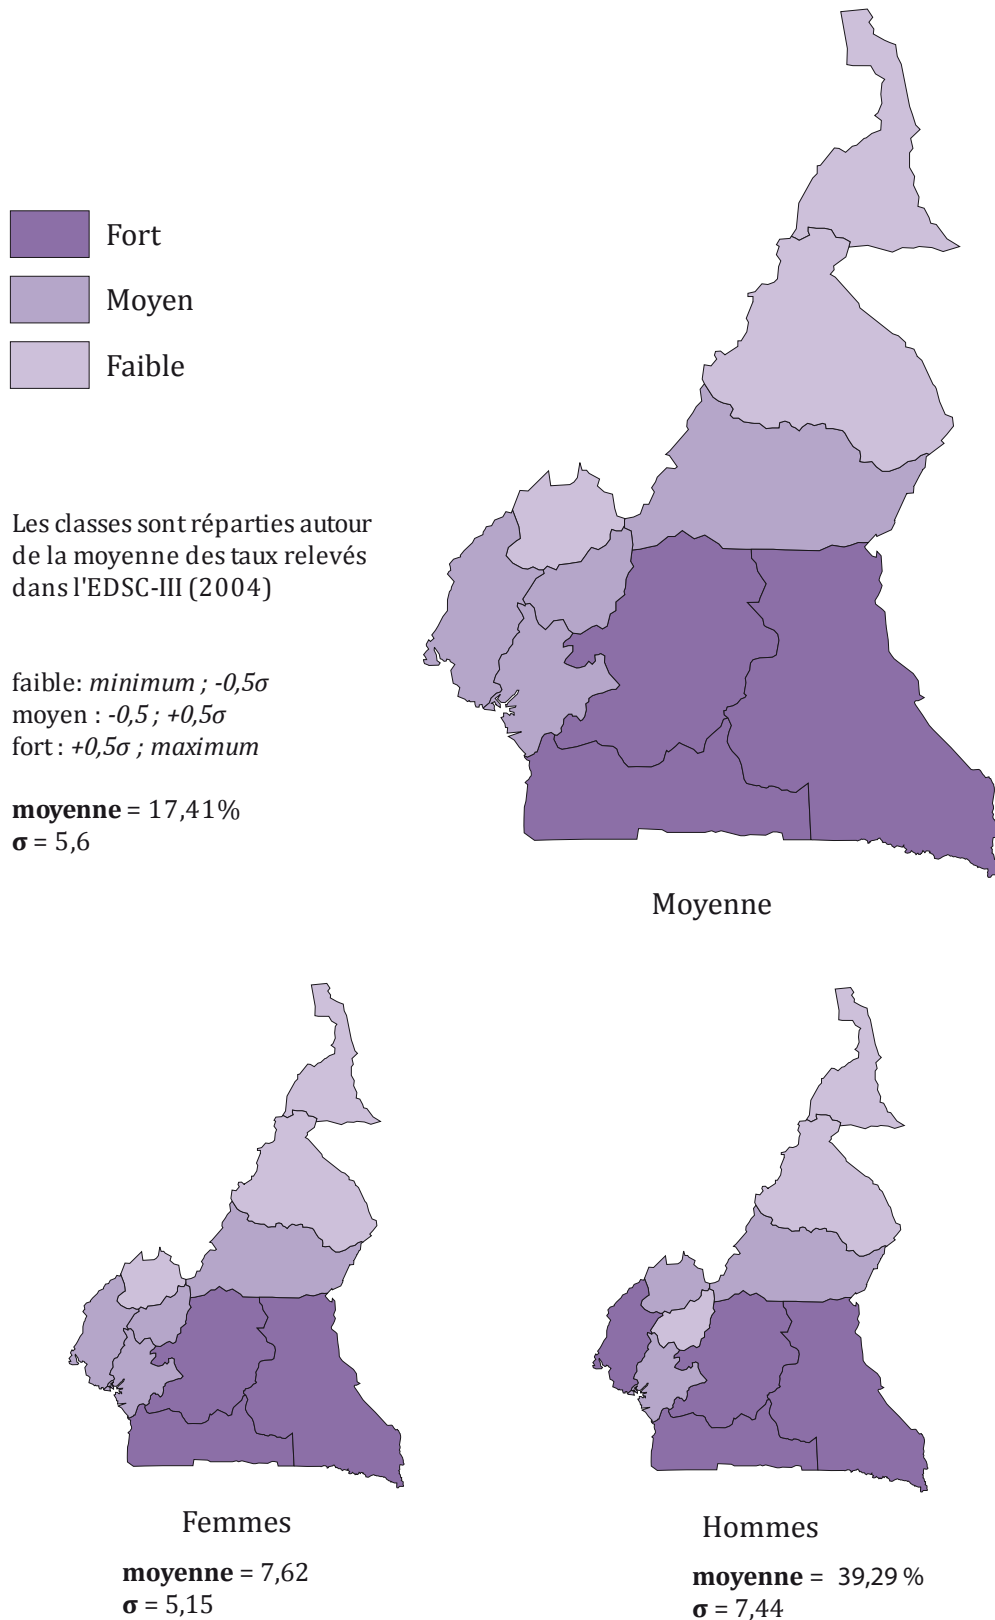 Fort
Moyen
Faible
Les classes sont réparties autour
de la moyenne des taux relevés
dans l'EDSC-III (2004)
faible: minimum ; -0,5σ
moyen : -0,5 ; +0,5σ
fort : +0,5σ ; maximum
moyenne = 17,41%
σ = 5,6
Moyenne
Femmes
moyenne = 7,62
σ = 5,15
Hommes
moyenne = 39,29 %
σ = 7,44